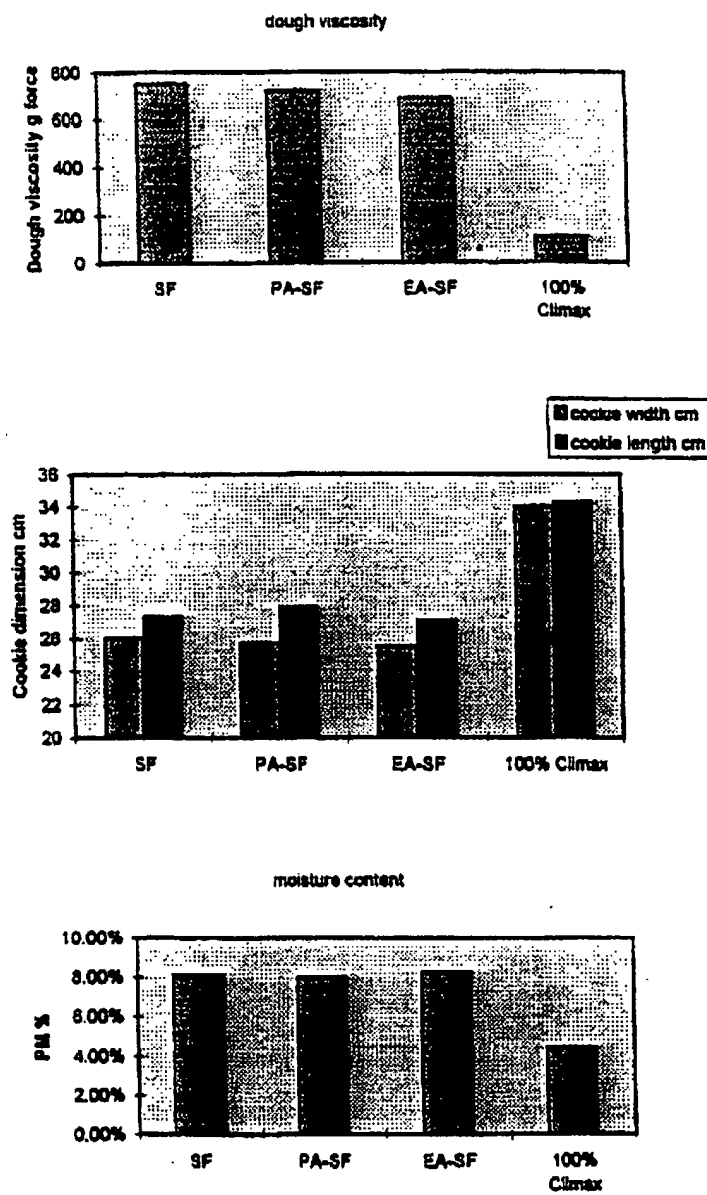 dough viscosity
Dough viscosity g force
800
600
400
200
0
SF PA-SF EA-SF 100% Climax
cookie width cm
cookie length cm
Cookie dimension cm
36
34
32
30
28
26
24
22
20
SF PA-SF EA-SF 100% Climax
moisture content
PM %
10.00%
8.00%
6.00%
4.00%
2.00%
0.00%
SF PA-SF EA-SF 100% Climax